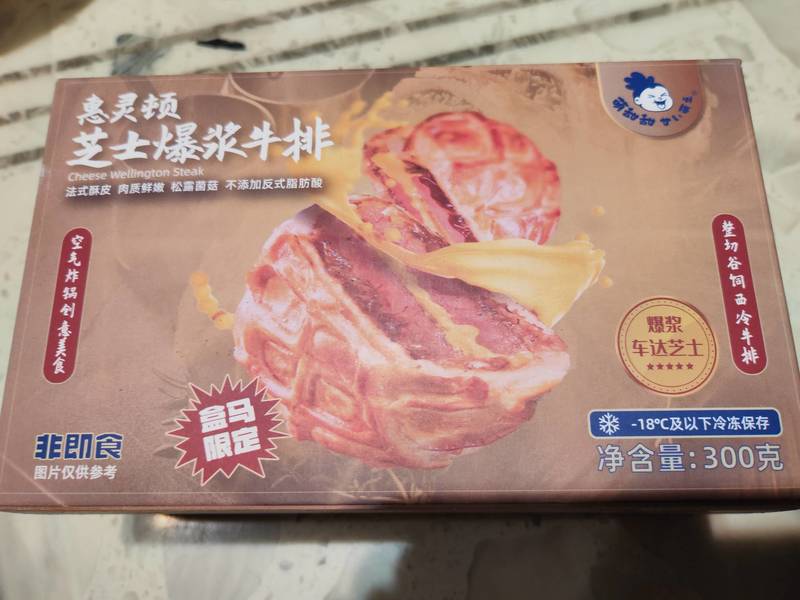 惠灵顿
芝士爆浆牛排
Cheese Wellington Steak
法式酥皮 肉质鲜嫩 松露菌菇 不添加反式脂肪酸
萌甜甜
空气炸锅创意美食
整切谷饲西冷牛排
爆浆
车达芝士
盒马
限定
-18℃及以下冷冻保存
净含量:300克
非即食
图片仅供参考